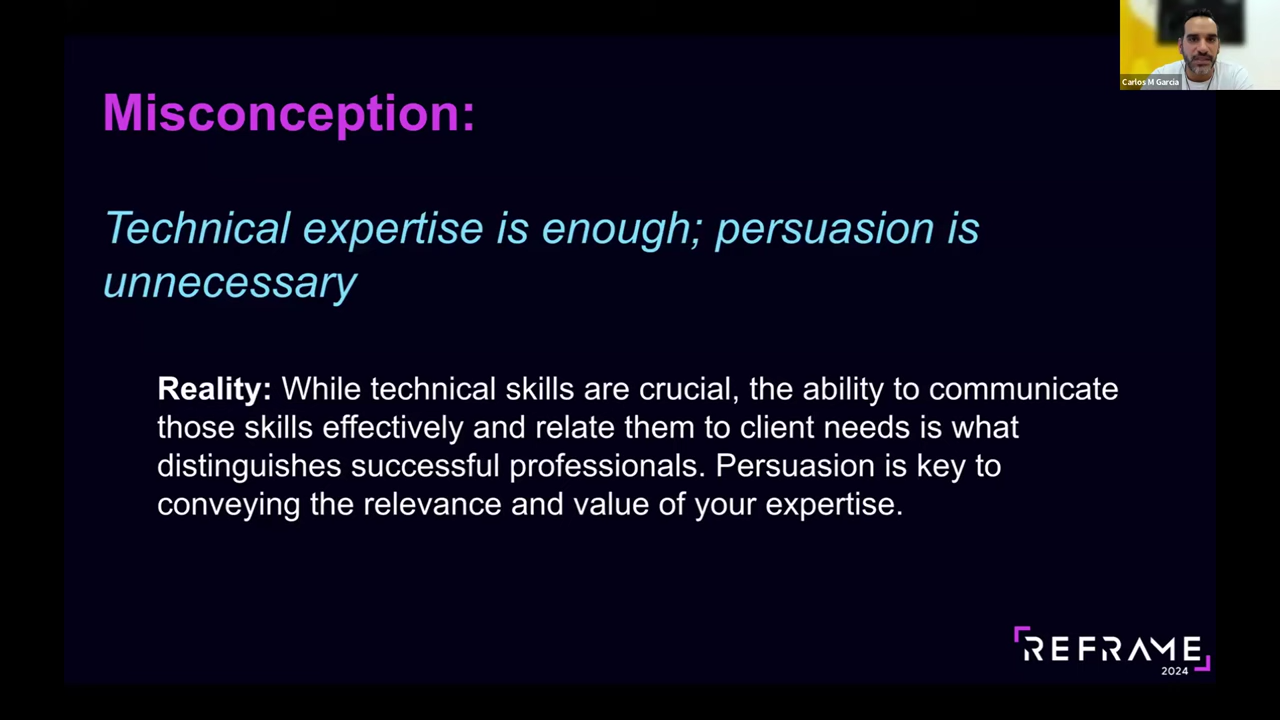 Carlos M Garcia
Misconception:
Technical expertise is enough; persuasion is
unnecessary
Reality: While technical skills are crucial, the ability to communicate
those skills effectively and relate them to client needs is what
distinguishes successful professionals. Persuasion is key to
conveying the relevance and value of your expertise.
REFRAME
2024